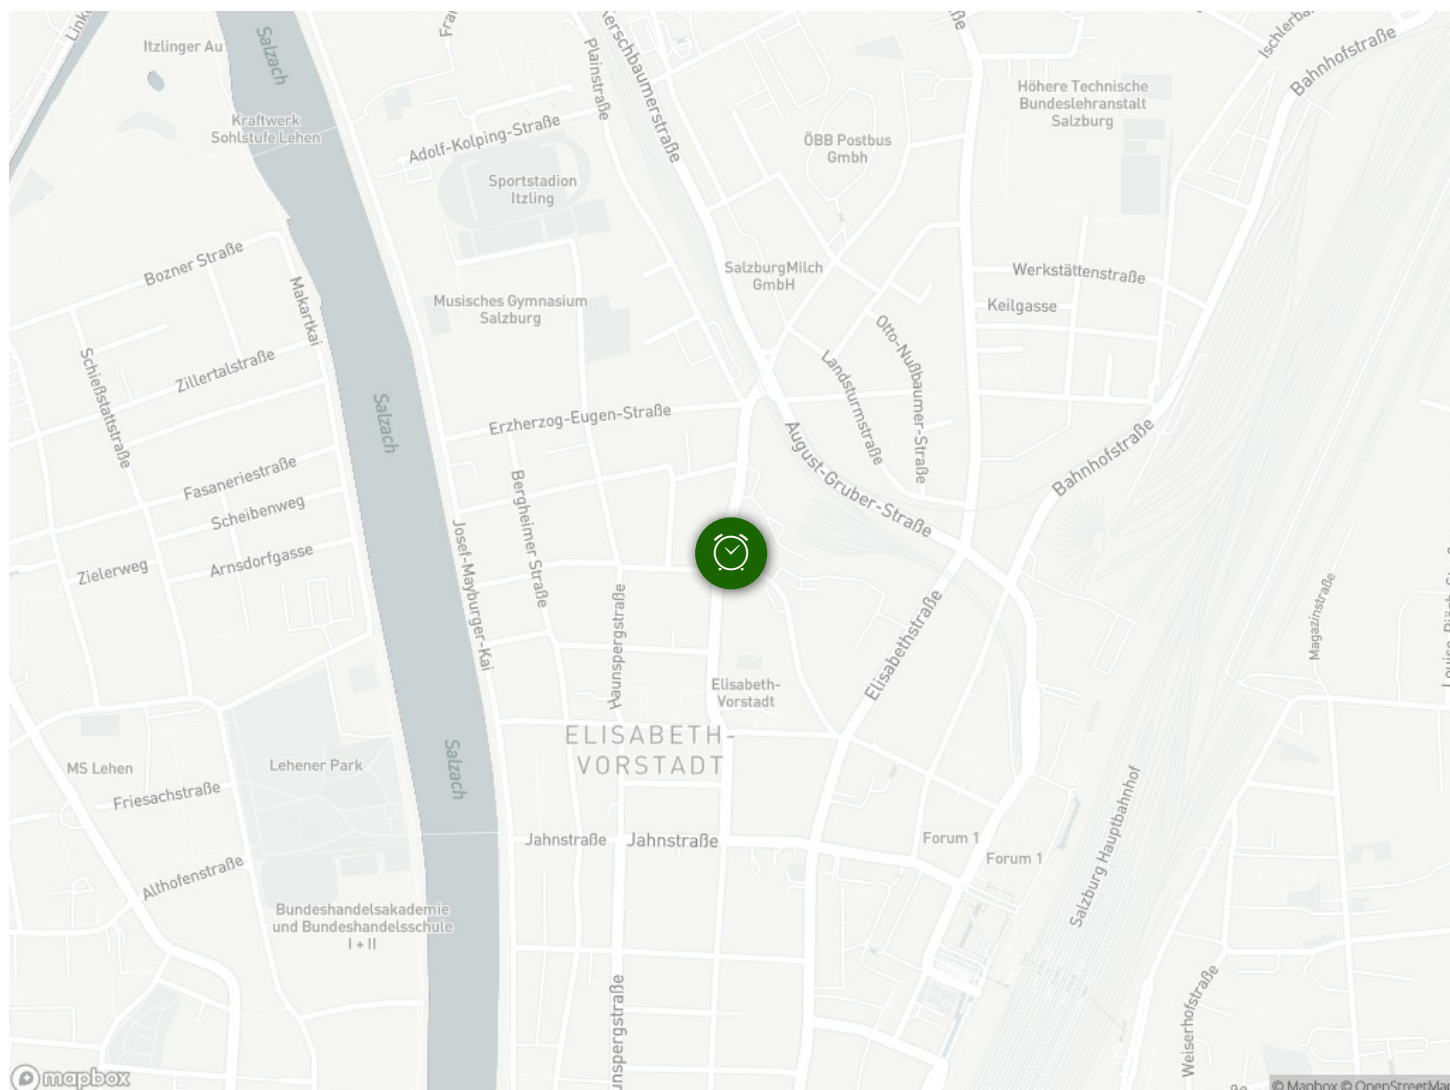 Linke
Itzlinger Au
Salzach
Kraftwerk
Sohlstufe Lehen
Plainstraße
Kerschbaumerstraße
Adolf-Kolping-Straße
Sportstadion
Itzling
ÖBB Postbus
Gmbh
Höhere Technische
Bundeslehranstalt
Salzburg
Ischlerba
Bahnhofstraße
Bozner Straße
Makartkai
Musisches Gymnasium
Salzburg
SalzburgMilch
GmbH
Werkstättenstraße
Keilgasse
Otto-Nußbaumer-Straße
Landsturmstraße
Schießstattstraße
Zillertalstraße
Salzach
Erzherzog-Eugen-Straße
August-Gruber-Straße
Bahnhofstraße
Fasaneriestraße
Scheibenweg
Arnsdorfgasse
Zielerweg
Bergheimer Straße
Josef-Mayburger-Kai
Haunspergstraße
Elisabethstraße
Magazinstraße
Elisabeth-
Vorstadt
ELISABETH-
VORSTADT
Salzach
MS Lehen
Lehener Park
Friesachstraße
Jahnstraße
Jahnstraße
Forum 1
Forum 1
Salzburg Hauptbahnhof
Althofenstraße
Bundeshandelsakademie
und Bundeshandelsschule
I + II
unspergstraße
Weiserhofstraße
mapbox
© Mapbox © OpenStreetMap